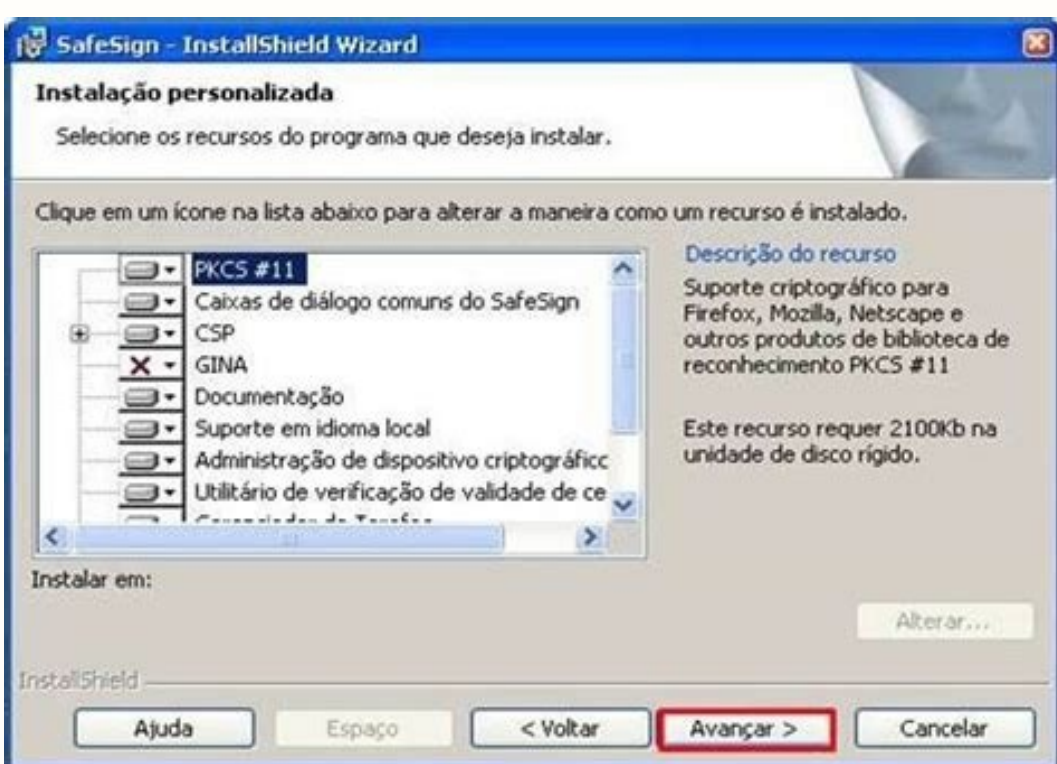 SafeSign - InstallShield Wizard
Instalação personalizada
Selecione os recursos do programa que deseja instalar.
Clique em um ícone na lista abaixo para alterar a maneira como um recurso é instalado.
PKCS #11
Caixas de diálogo comuns do SafeSign
CSP
GINA
Documentação
Suporte em idioma local
Administração de dispositivo criptográfico
Utilitário de verificação de validade de ce
Descrição do recurso
Suporte criptográfico para
Firefox, Mozilla, Netscape e
outros produtos de biblioteca de
reconhecimento PKCS #11
Este recurso requer 2100Kb na
unidade de disco rígido.
Instalar em:
Alterar...
InstallShield
Ajuda
Espaço
< Voltar
Avançar >
Cancelar